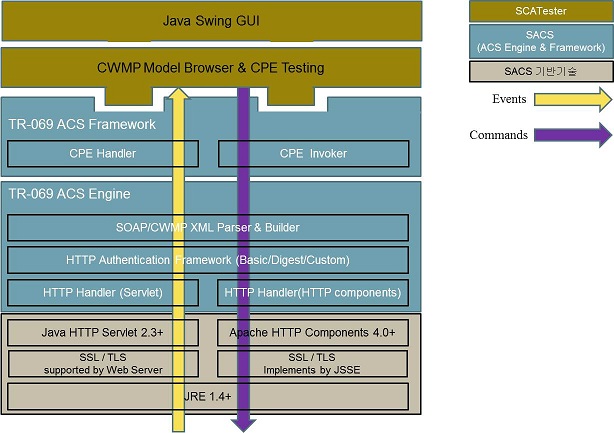 Java Swing GUI
CWMP Model Browser & CPE Testing
TR-069 ACS Framework
CPE Handler
CPE Invoker
TR-069 ACS Engine
SOAP/CWMP XML Parser & Builder
HTTP Authentication Framework (Basic/Digest/Custom)
HTTP Handler (Servlet)
HTTP Handler(HTTP components)
Java HTTP Servlet 2.3+
Apache HTTP Components 4.0+
SSL / TLS
supported by Web Server
SSL / TLS
Implements by JSSE
JRE 1.4+
SCATester
SACS
(ACS Engine & Framework)
SACS 기반기술
Events
Commands